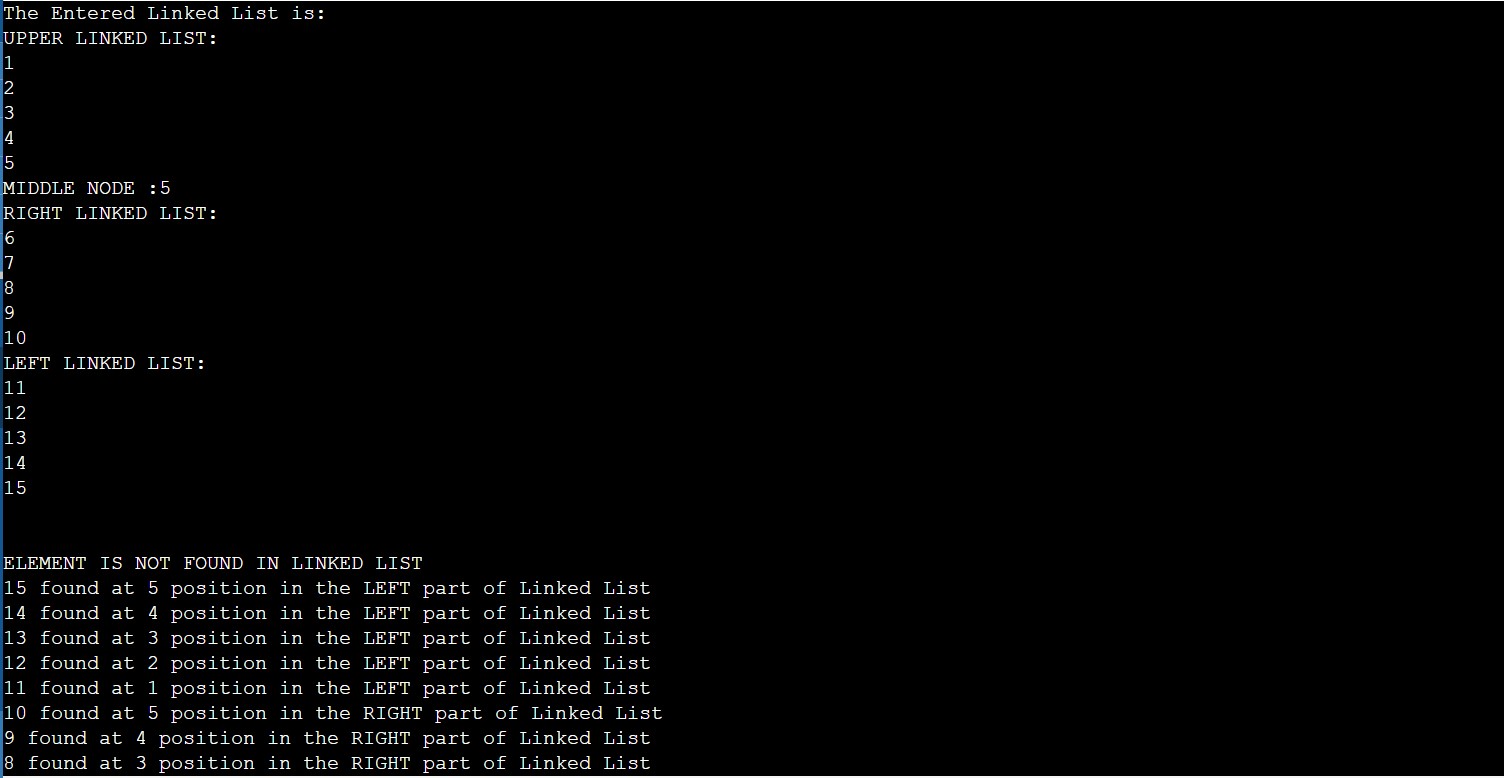 The Entered Linked List is:
UPPER LINKED LIST:
1
2
3
4
5
MIDDLE NODE :5
RIGHT LINKED LIST:
6
7
8
9
10
LEFT LINKED LIST:
11
12
13
14
15
ELEMENT IS NOT FOUND IN LINKED LIST
15 found at 5 position in the LEFT part of Linked List
14 found at 4 position in the LEFT part of Linked List
13 found at 3 position in the LEFT part of Linked List
12 found at 2 position in the LEFT part of Linked List
11 found at 1 position in the LEFT part of Linked List
10 found at 5 position in the RIGHT part of Linked List
9 found at 4 position in the RIGHT part of Linked List
8 found at 3 position in the RIGHT part of Linked List